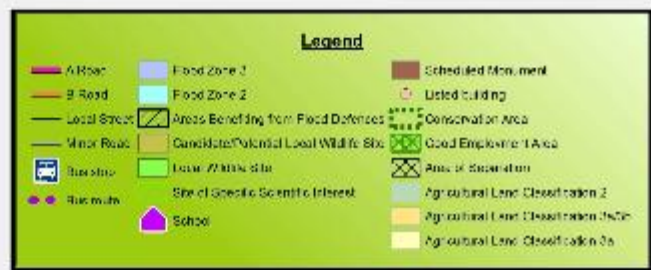 Legend
A Road
B Road
Local Street
Minor Road
Bus stop
Bus route
Flood Zone 3
Flood Zone 2
Areas Benefiting from Flood Defences
Candidate/Potential Local Wildlife Site
Local Wildlife Site
Site of Specific Scientific Interest
School
Scheduled Monument
Listed building
Conservation Area
Good Employment Area
Area of Separation
Agricultural Land Classification 2
Agricultural Land Classification 3a/3b
Agricultural Land Classification 3a